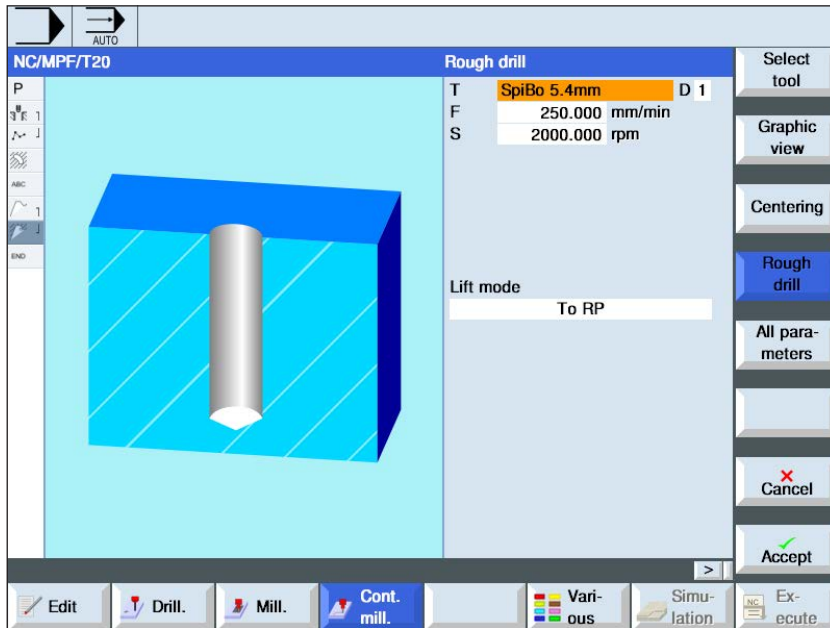 AUTO
NC/MPF/T20
Rough drill
P
ABC
END
T SpiBo 5.4mm D 1
F 250.000 mm/min
S 2000.000 rpm
Lift mode
To RP
Select
tool
Graphic
view
Centering
Rough
drill
All para-
meters
Cancel
Accept
>
Edit
Drill.
Mill.
Cont.
mill.
Vari-
ous
Simu-
lation
NC
Ex-
ecute